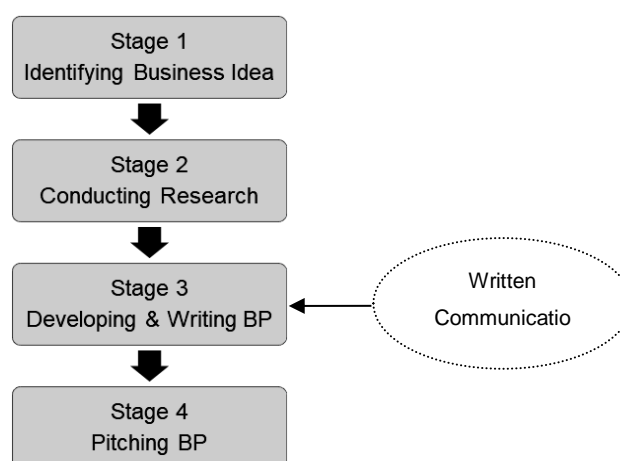 Stage 1
Identifying Business Idea
Stage 2
Conducting Research
Stage 3
Developing & Writing BP
Written
Communicatio
Stage 4
Pitching BP